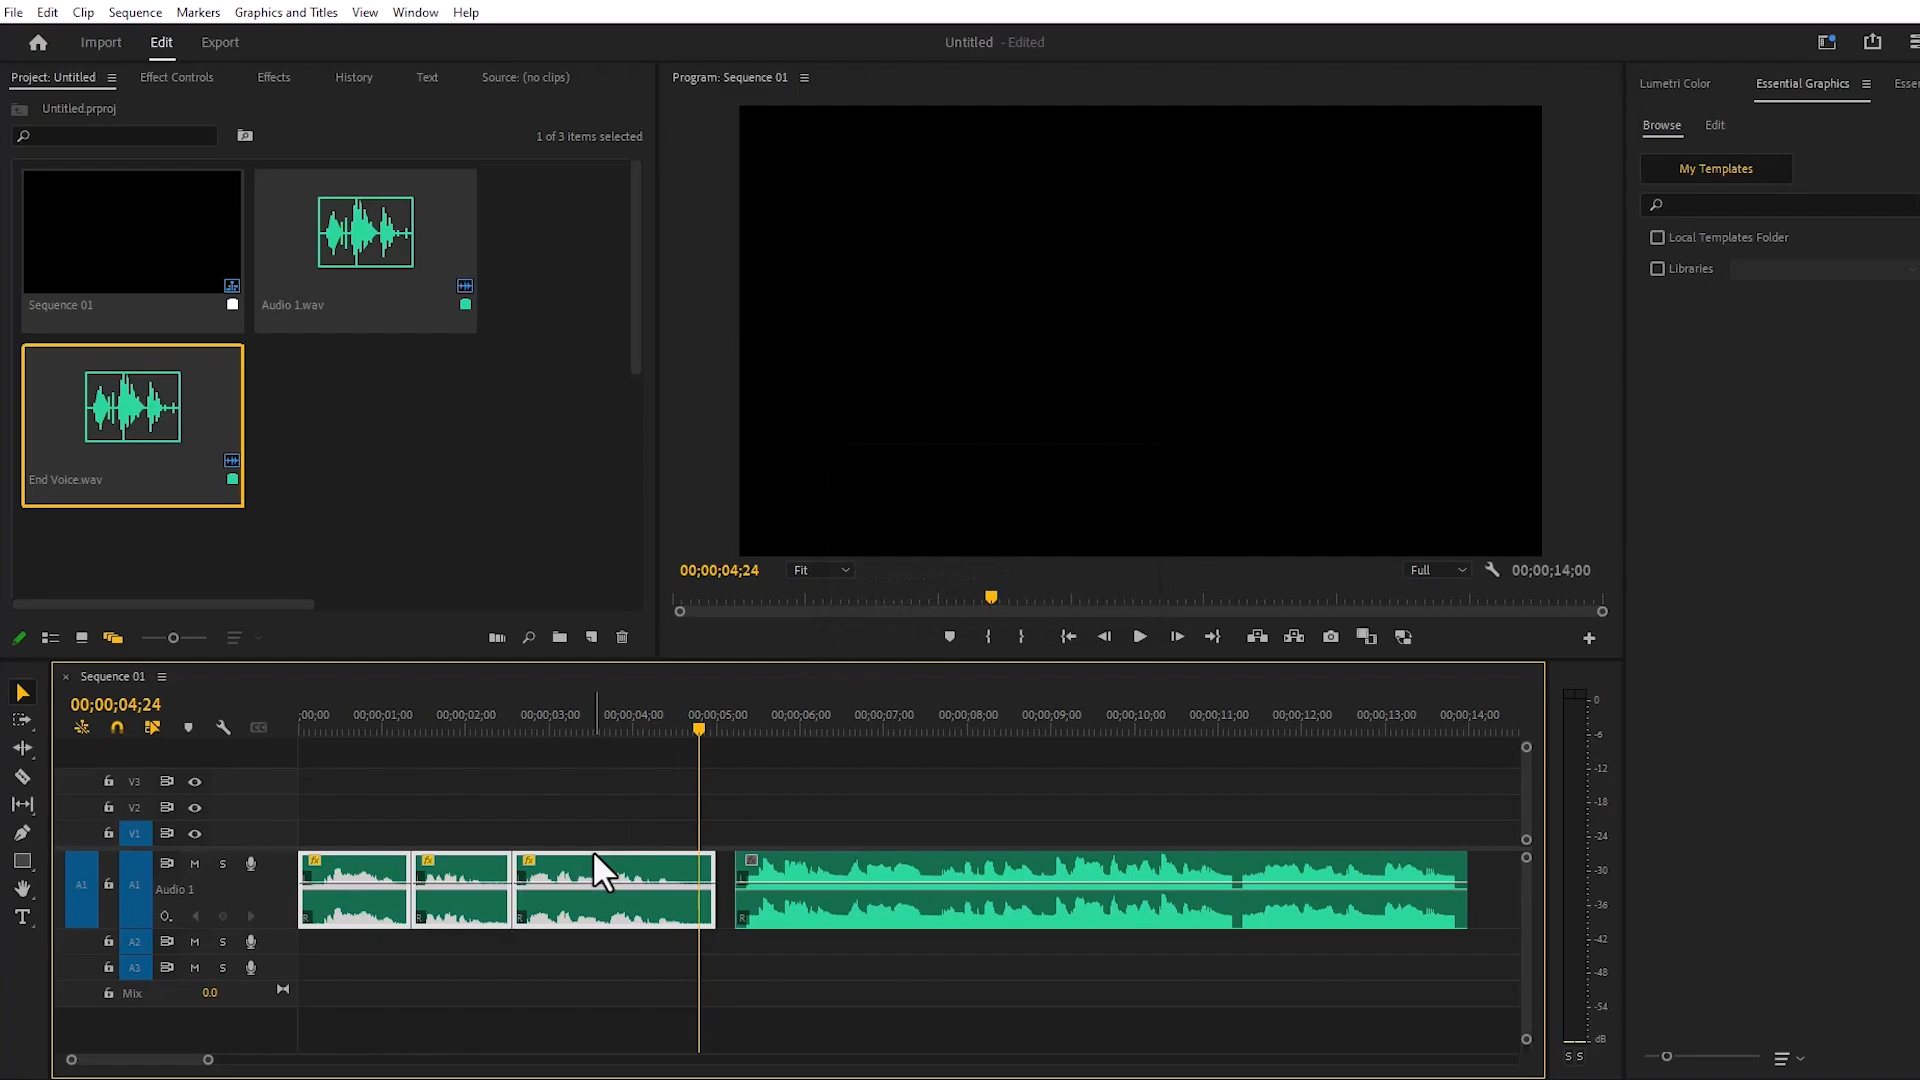 File Edit Clip Sequence Markers Graphics and Titles View Window Help
Import Edit Export Untitled - Edited
Project: Untitled Effect Controls Effects History Text Source: (no clips) Program: Sequence 01
Lumetri Color Essential Graphics Esse
Untitled.prproj
Browse Edit
1 of 3 items selected
My Templates
Local Templates Folder
Libraries
Sequence 01 Audio 1.wav
End Voice.wav
00;00;04;24 Fit Full 00;00;14;00
Sequence 01
00;00;04;24
;00;00 00;00;01;00 00;00;02;00 00;00;03;00 00;00;04;00 00;00;05;00 00;00;06;00 00;00;07;00 00;00;08;00 00;00;09;00 00;00;10;00 00;00;11;00 00;00;12;00 00;00;13;00 00;00;14;00
CC
V3
V2
V1
A1 A1 M S
Audio 1
A2 M S
A3 M S
Mix 0.0
fx fx fx fx
L L L L
R R R R
0
-6
-12
-18
-24
-30
-36
-42
-48
-54
dB
S S
T